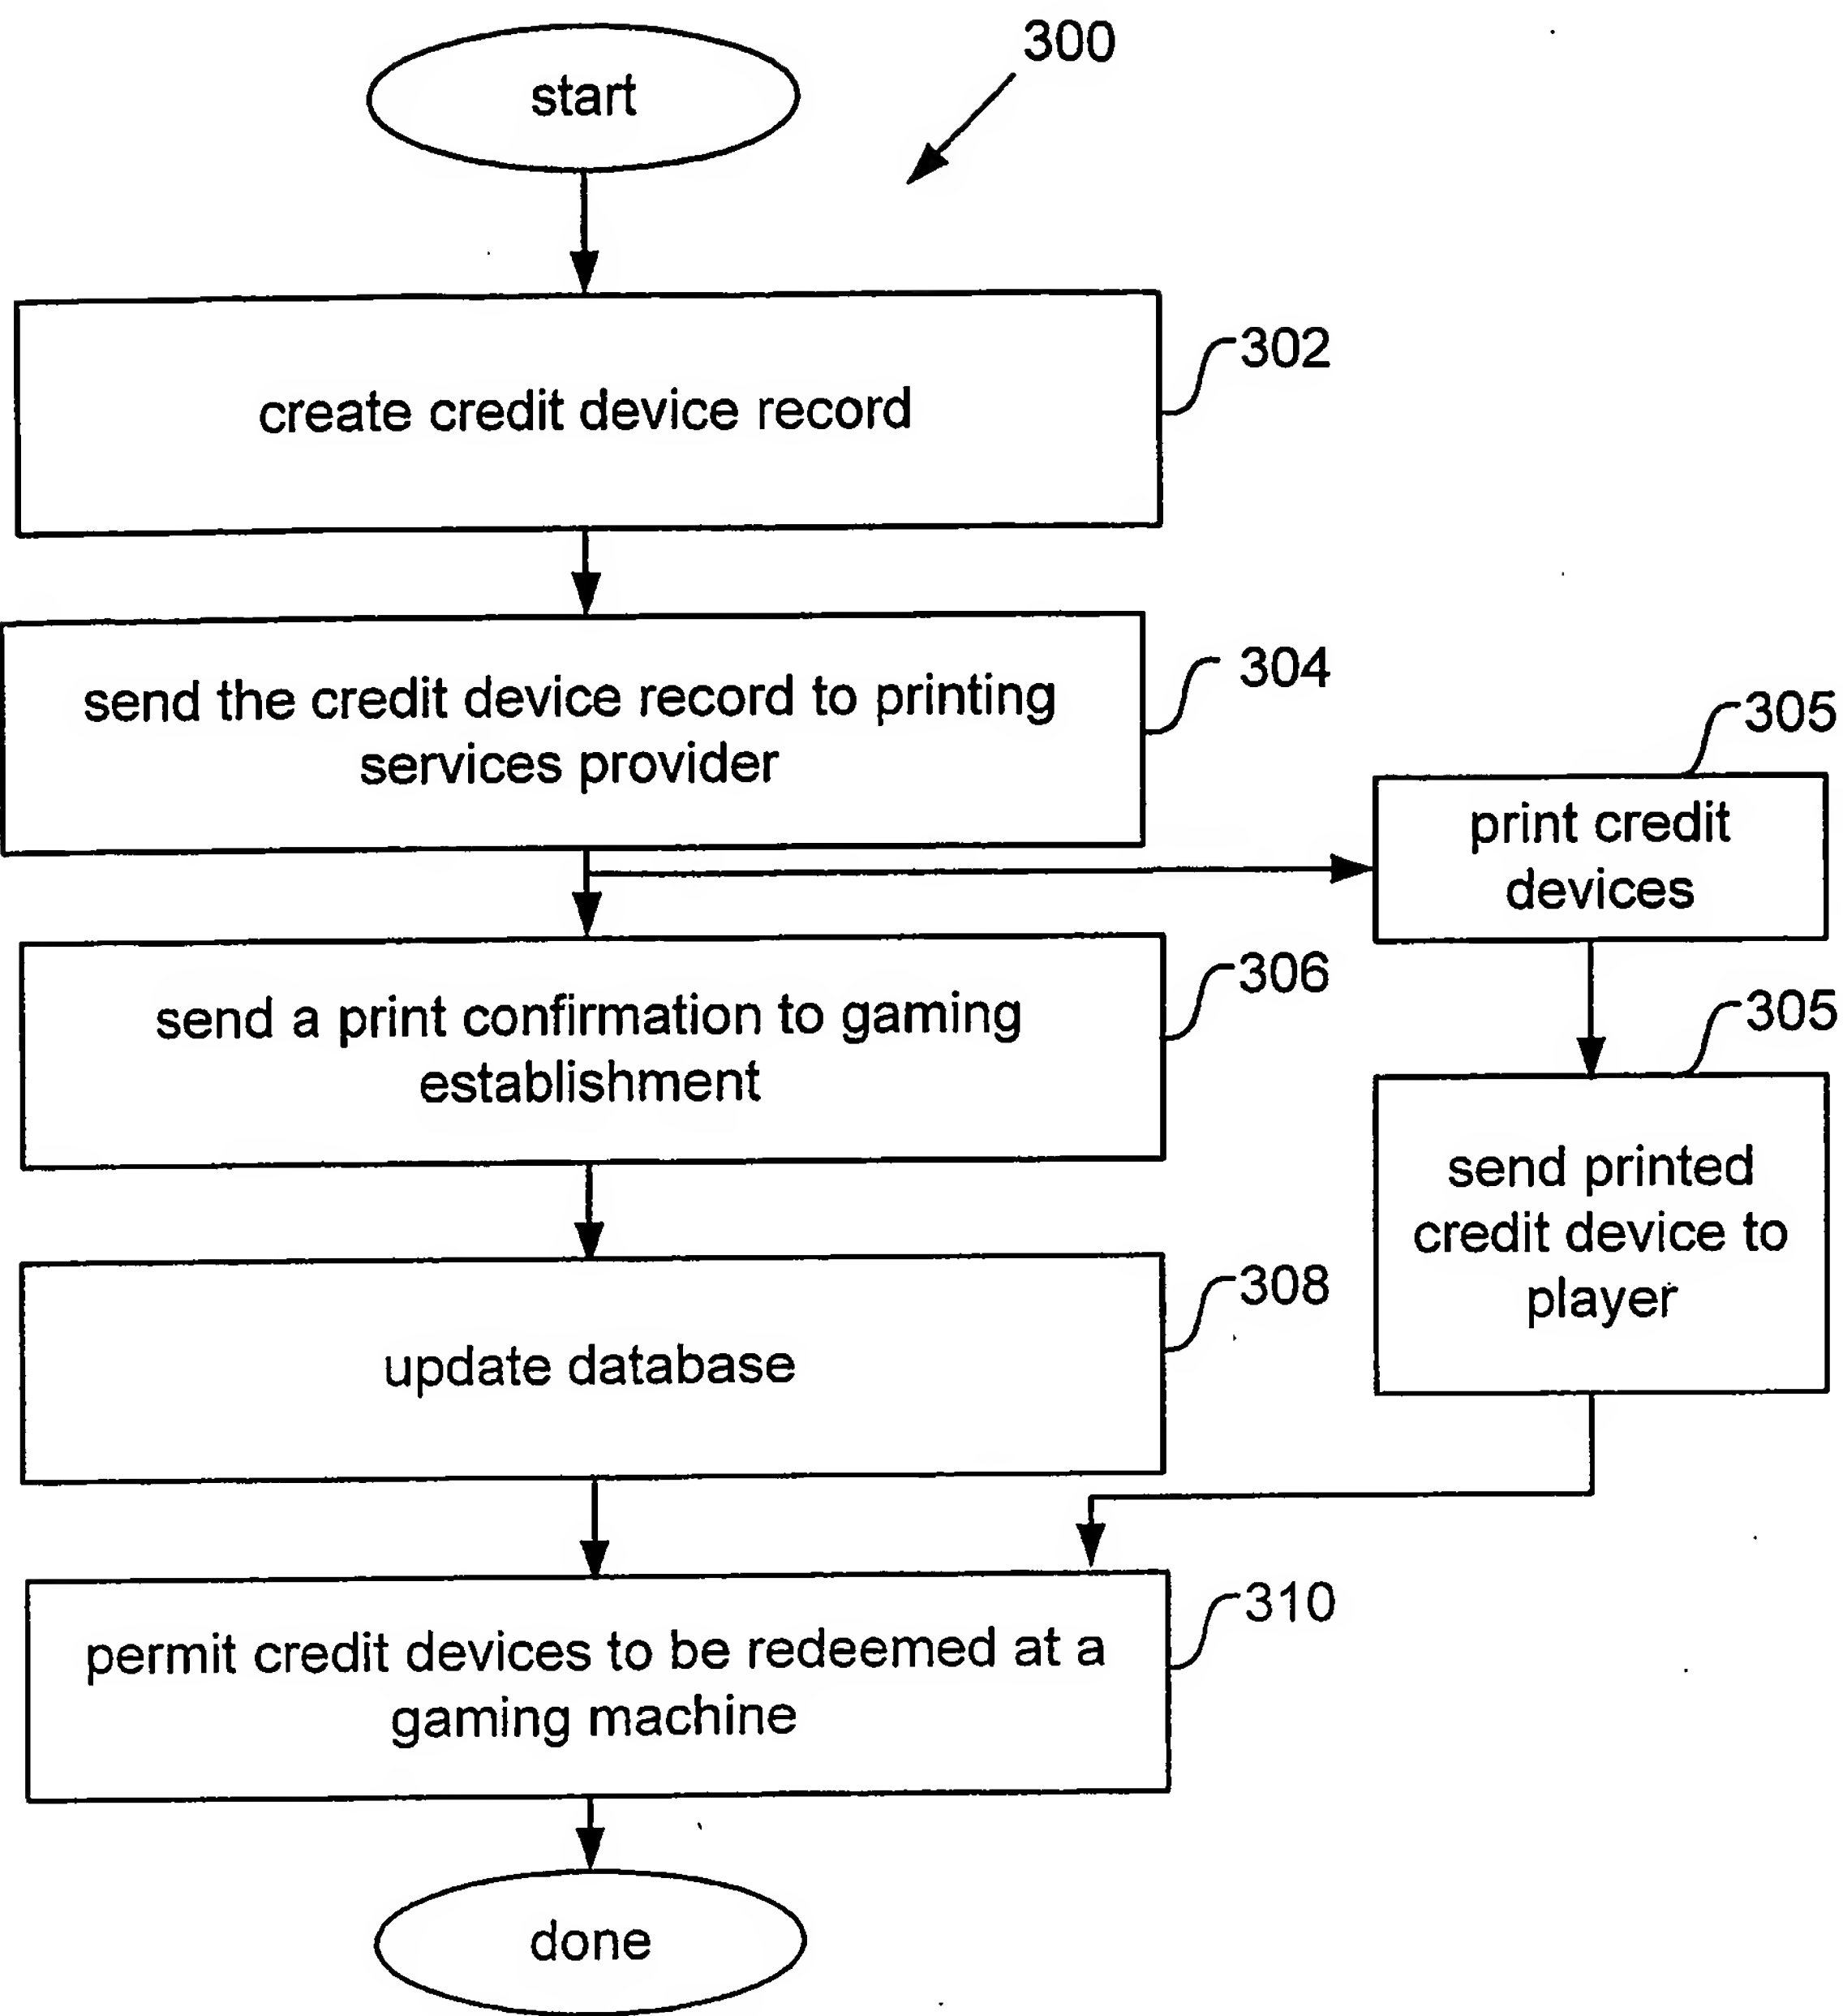 start
300
create credit device record
302
send the credit device record to printing
services provider
304
print credit
devices
305
send a print confirmation to gaming
establishment
306
send printed
credit device to
player
305
update database
308
permit credit devices to be redeemed at a
gaming machine
310
done